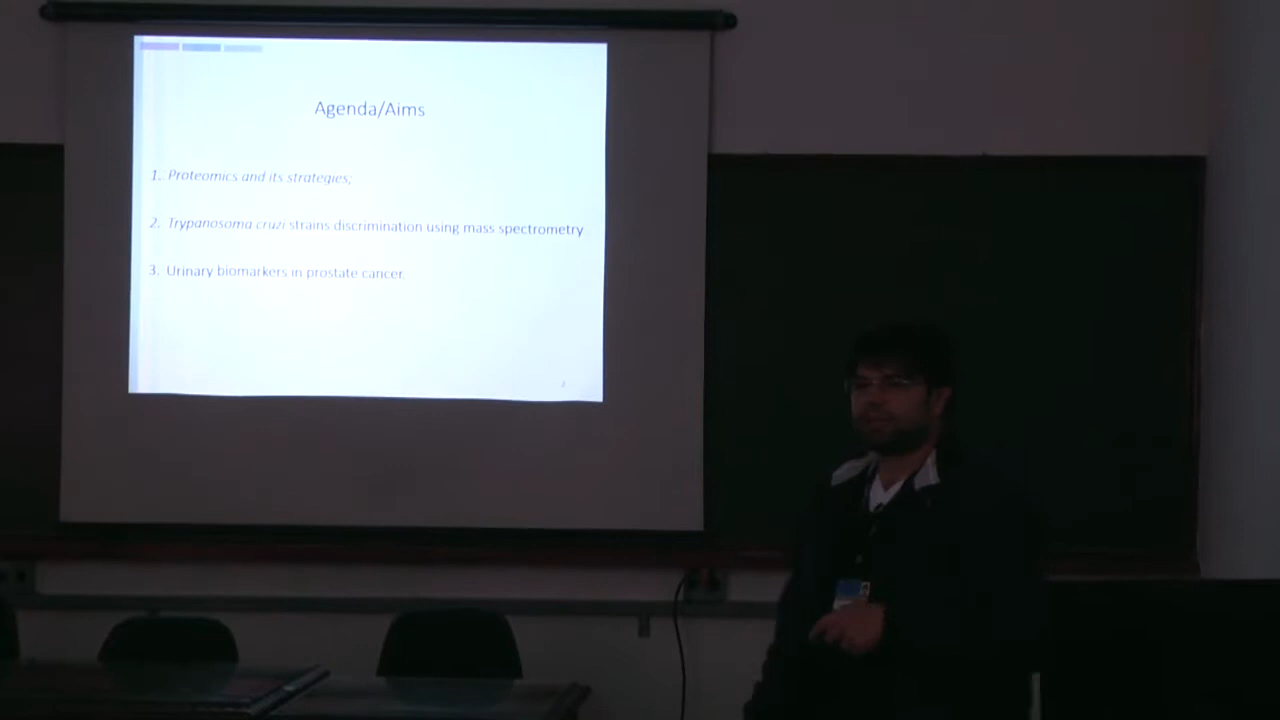 Agenda/Aims
1. Proteomics and its strategies;
2. Trypanosoma cruzi strains discrimination using mass spectrometry
3. Urinary biomarkers in prostate cancer.